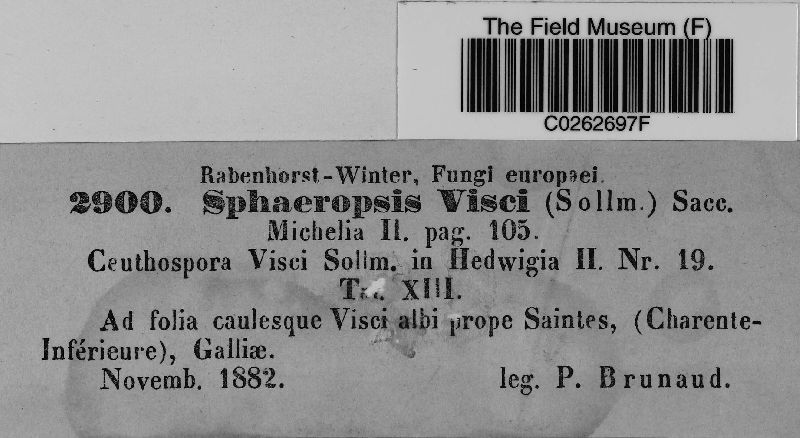 The Field Museum (F)
C0262697F
Rabenhorst-Winter, Fungi europaei.
2900. Sphaeropsis Visci (Sollm.) Sacc.
Michelia II. pag. 105.
Ceuthospora Visci Sollm. in Hedwigia II. Nr. 19.
XIII.
Ad folia caulesque Visci albi prope Saintes, (Charente-
Inférieure), Galliæ.
Novemb. 1882. leg. P. Brunaud.